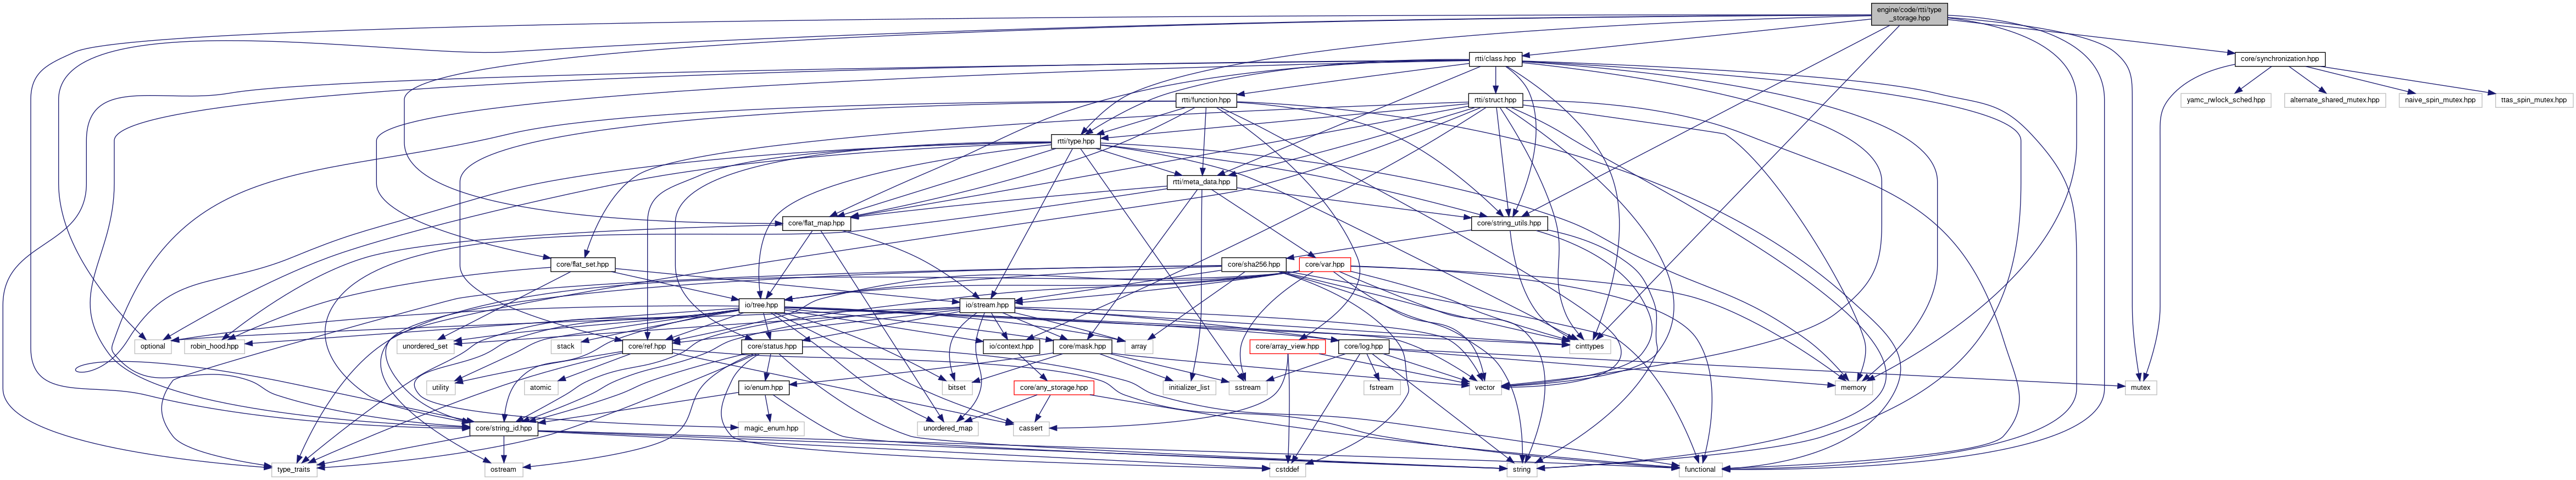 engine/code/rtti/type
_storage.hpp
rtti/class.hpp
core/synchronization.hpp
rtti/function.hpp
rtti/struct.hpp
yamc_rwlock_sched.hpp
alternate_shared_mutex.hpp
naive_spin_mutex.hpp
ttas_spin_mutex.hpp
rtti/type.hpp
rtti/meta_data.hpp
core/flat_map.hpp
core/string_utils.hpp
core/flat_set.hpp
core/sha256.hpp
core/var.hpp
io/tree.hpp
io/stream.hpp
optional
robin_hood.hpp
unordered_set
stack
core/ref.hpp
core/status.hpp
io/context.hpp
core/mask.hpp
array
core/array_view.hpp
core/log.hpp
cinttypes
utility
atomic
io/enum.hpp
bitset
core/any_storage.hpp
initializer_list
sstream
fstream
vector
memory
mutex
core/string_id.hpp
magic_enum.hpp
unordered_map
cassert
type_traits
ostream
cstddef
string
functional